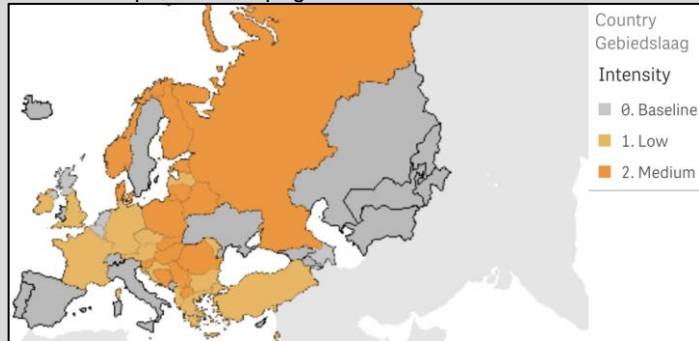 Country
Gebiedslaag
Intensity
0. Baseline
1. Low
2. Medium